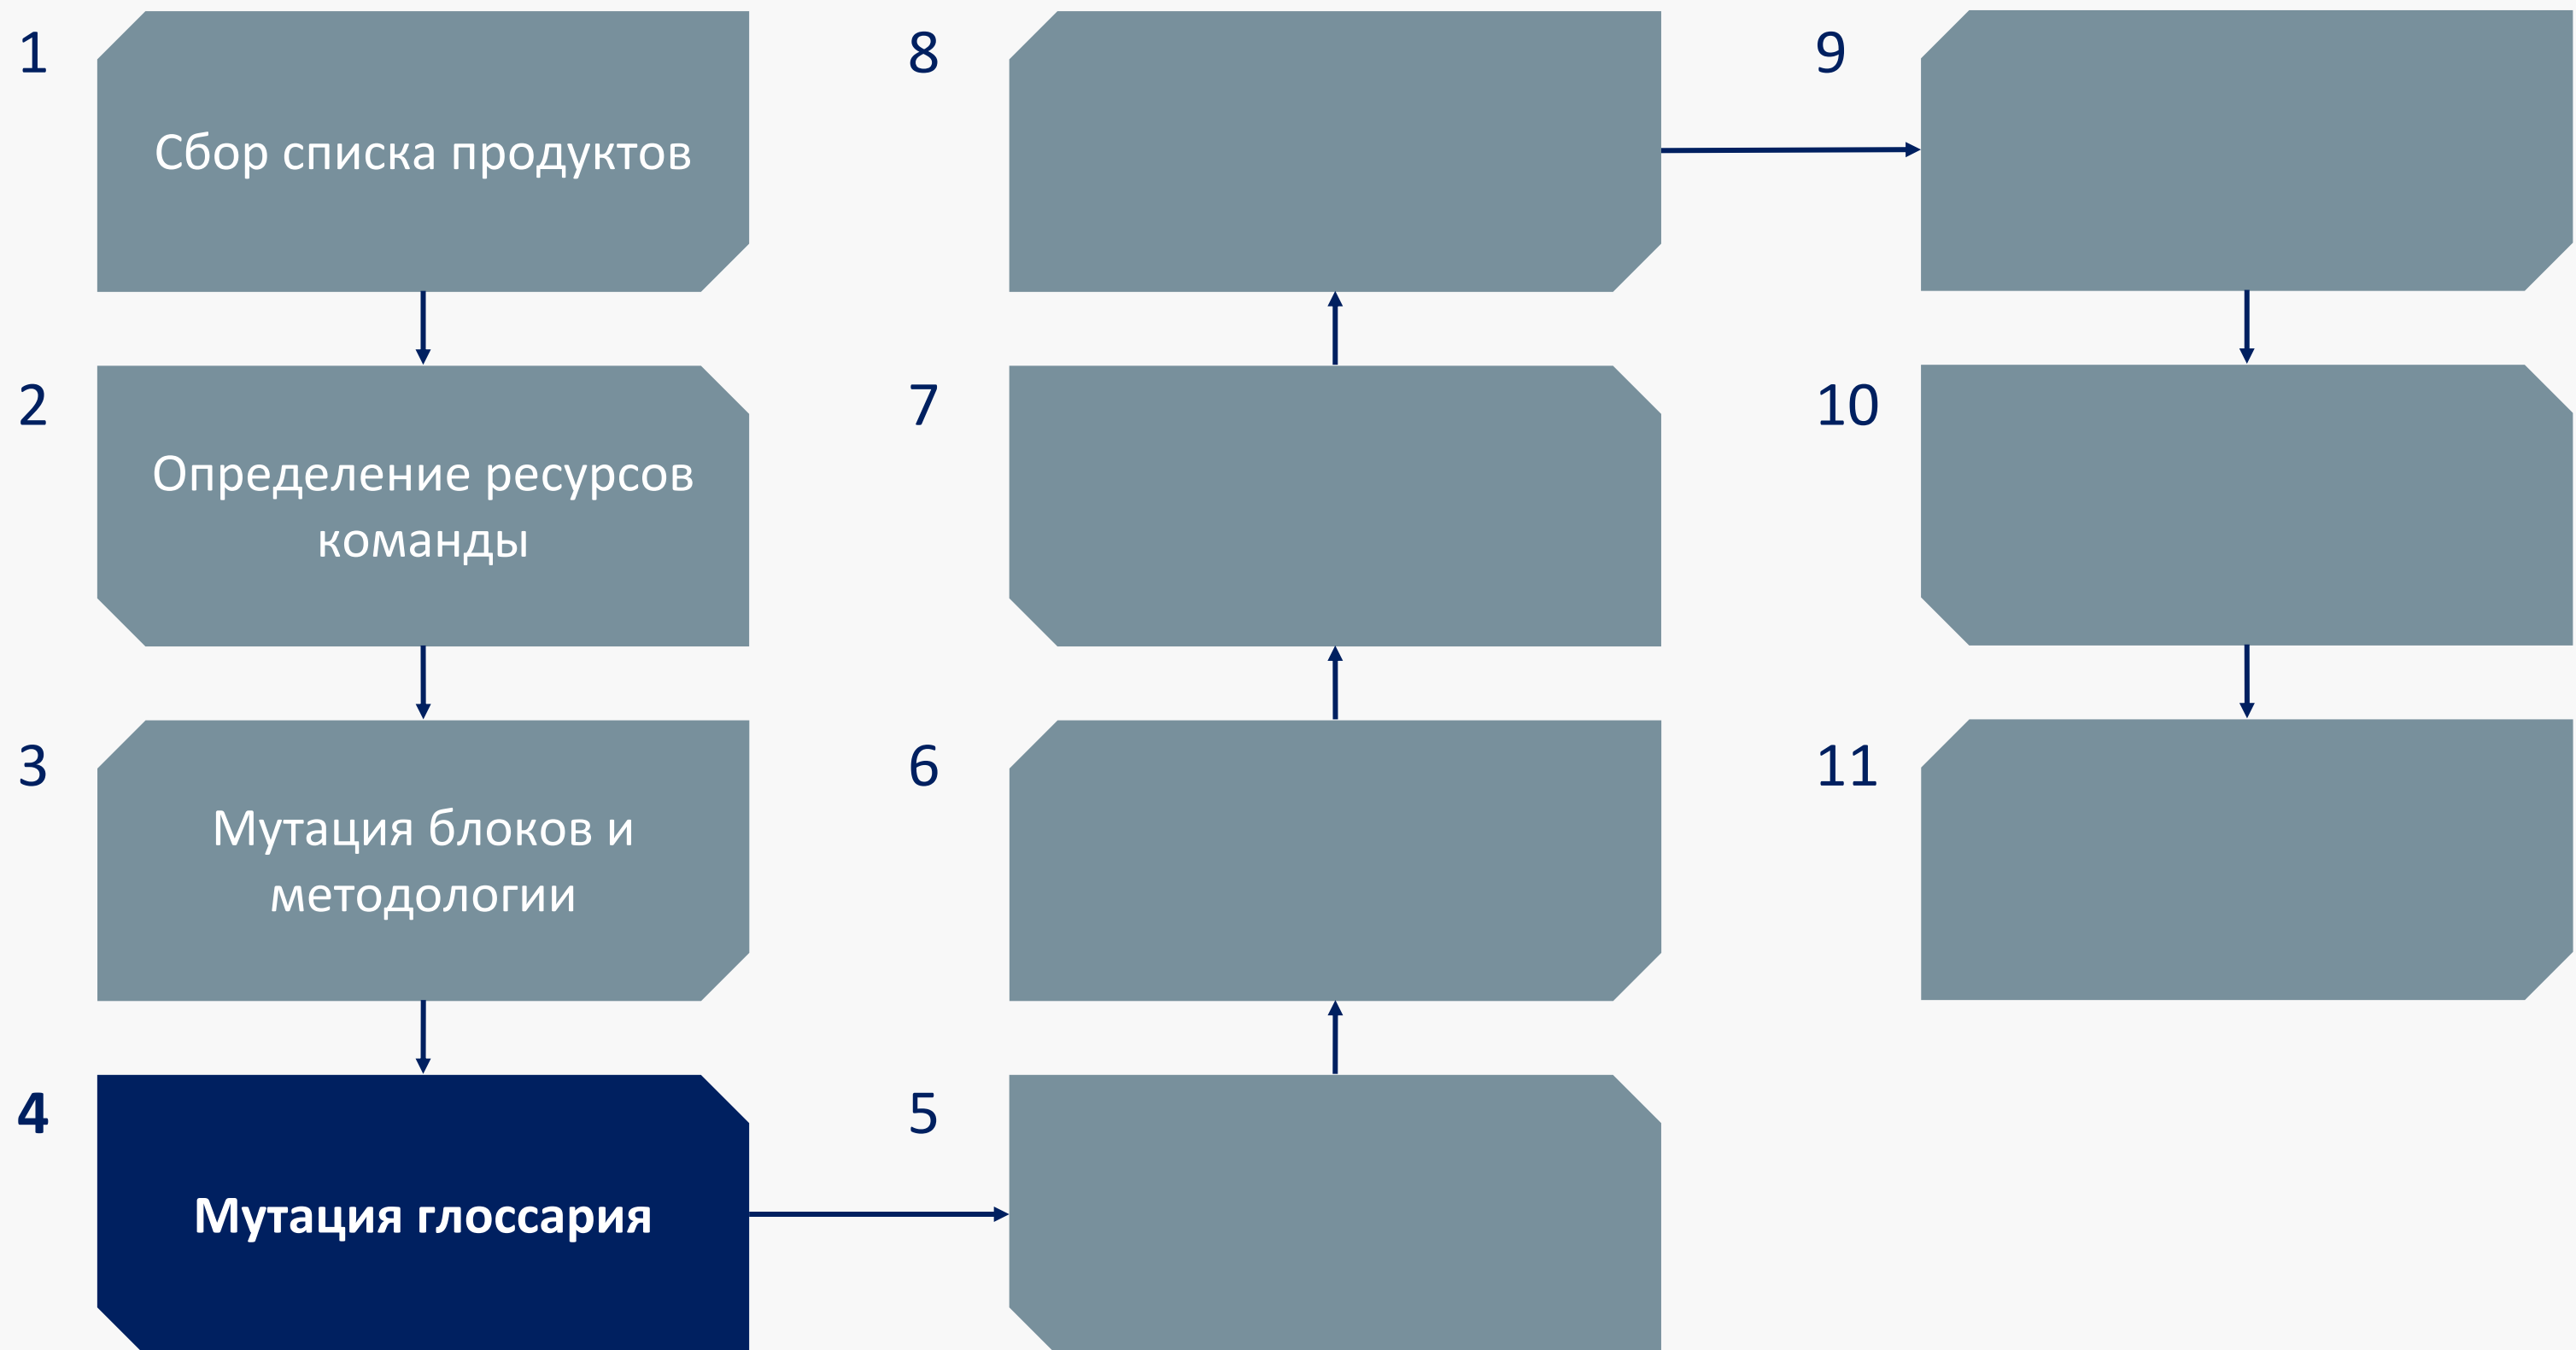 1
Сбор списка продуктов
2
Определение ресурсов
команды
3
Мутация блоков и
методологии
4
Мутация глоссария
5
6
7
8
9
10
11